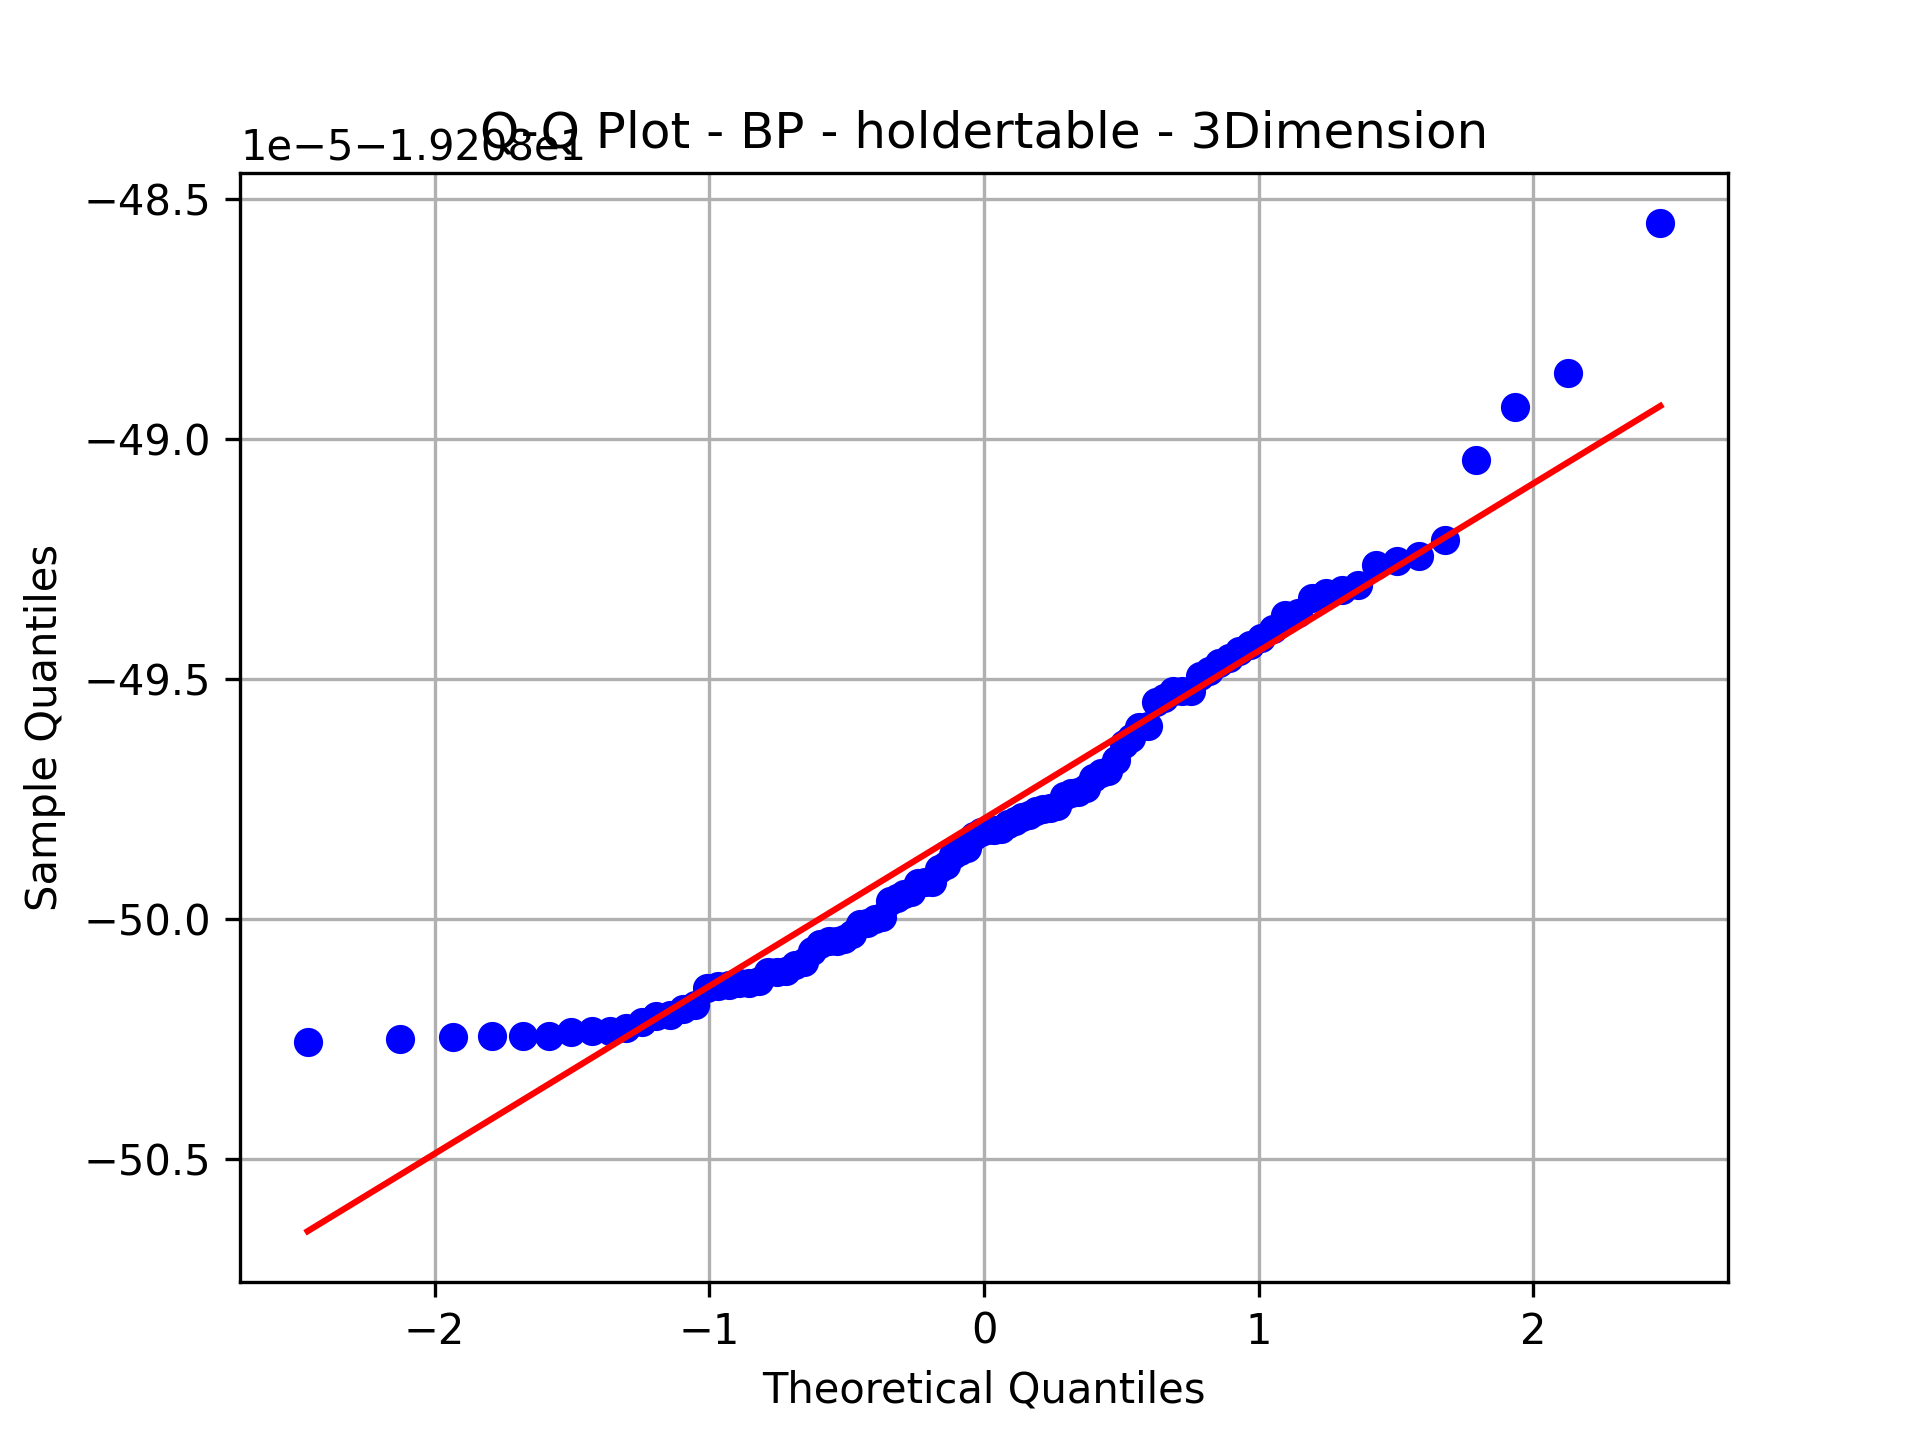 Q-Q Plot - BP - holdertable - 3Dimension
1e−5−1.9208e1
−48.5
−49.0
−49.5
−50.0
−50.5
Sample Quantiles
−2 −1 0 1 2
Theoretical Quantiles